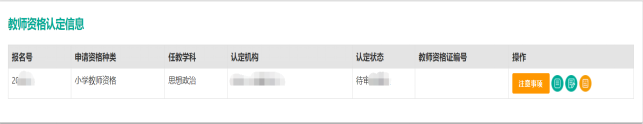 教师资格认定信息
报名号 申请资格种类 任教学科 认定机构 认定状态 教师资格证编号 操作
20 小学教师资格 思想政治 待审 注意事项